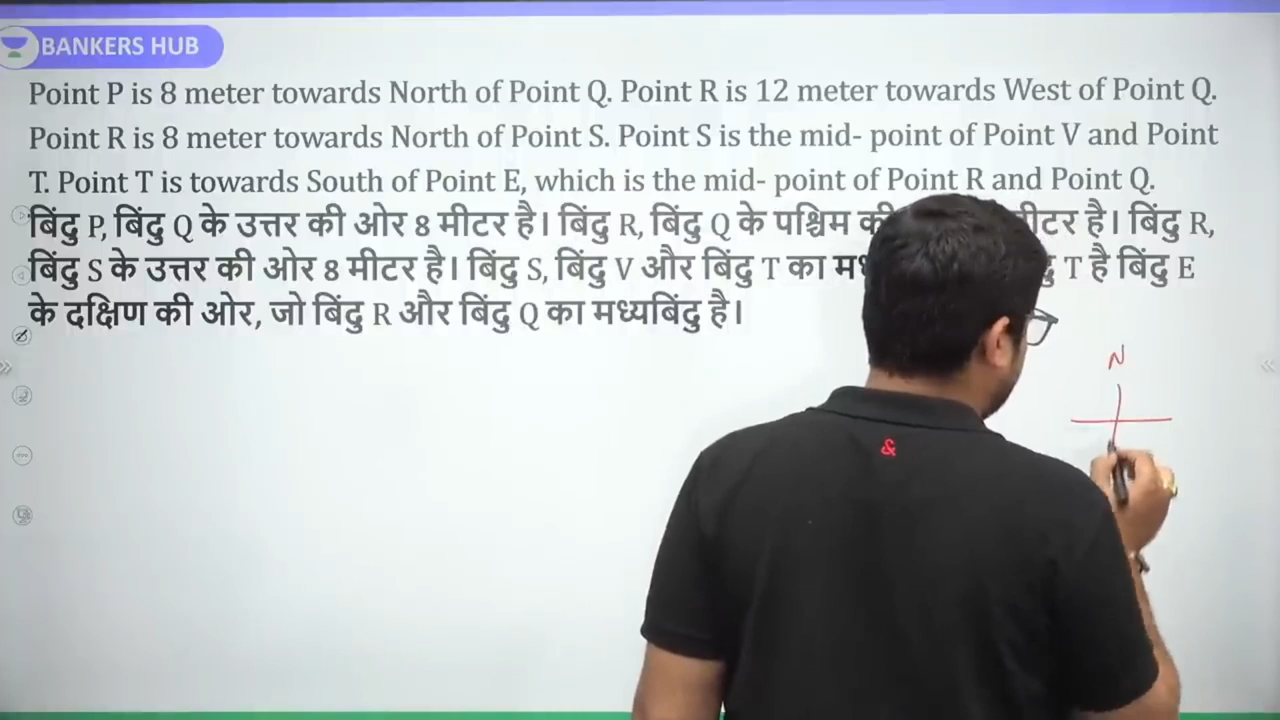 BANKERS HUB
Point P is 8 meter towards North of Point Q. Point R is 12 meter towards West of Point Q.
Point R is 8 meter towards North of Point S. Point S is the mid- point of Point V and Point
T. Point T is towards South of Point E, which is the mid- point of Point R and Point Q.
बिंदु P, बिंदु Q के उत्तर की ओर 8 मीटर है। बिंदु R, बिंदु Q के पश्चिम की है। बिंदु R,
बिंदु S के उत्तर की ओर 8 मीटर है। बिंदु S, बिंदु V और बिंदु T का T है बिंदु E
के दक्षिण की ओर, जो बिंदु R और बिंदु Q का मध्यबिंदु है।
N
&